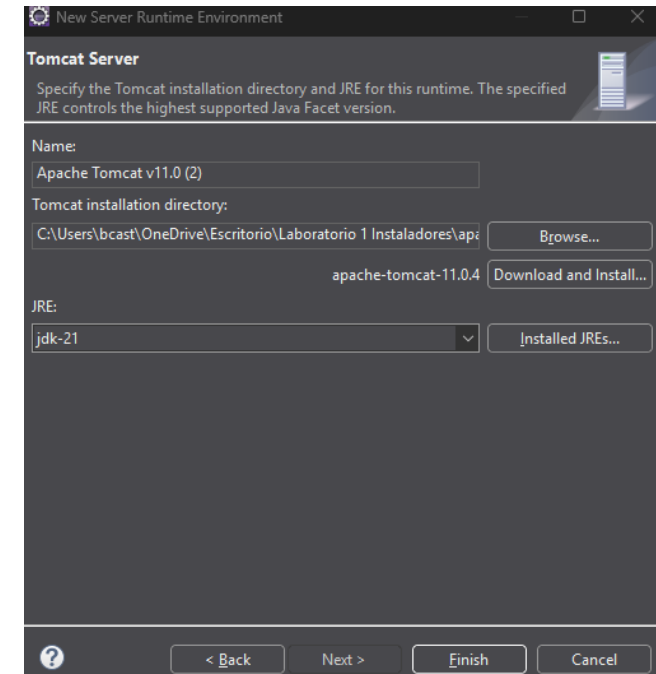 New Server Runtime Environment
Tomcat Server
Specify the Tomcat installation directory and JRE for this runtime. The specified
JRE controls the highest supported Java Facet version.
Name:
Apache Tomcat v11.0 (2)
Tomcat installation directory:
C:\Users\bcast\OneDrive\Escritorio\Laboratorio 1 Instaladores\apa
Browse...
apache-tomcat-11.0.4
Download and Install...
JRE:
jdk-21
Installed JREs...
?
< Back
Next >
Finish
Cancel